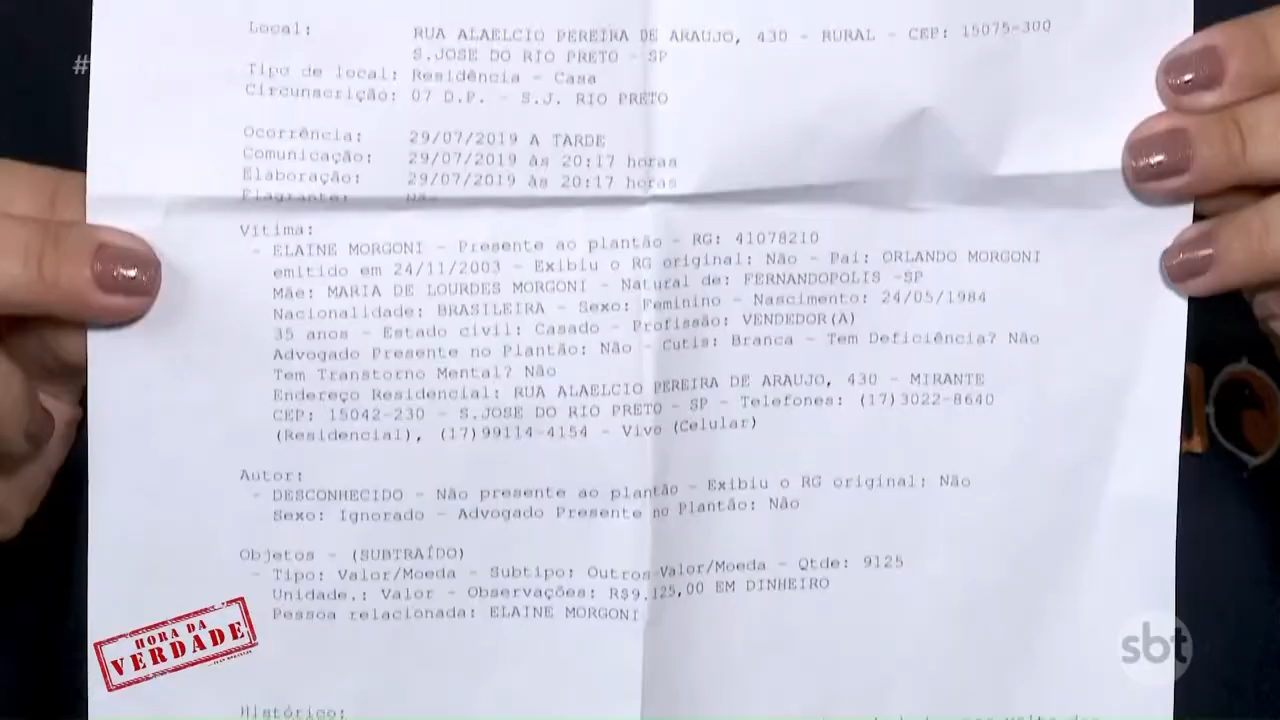 Local: RUA ALAELCIO PEREIRA DE ARAUJO, 430 - RURAL - CEP: 15075-300
S.JOSE DO RIO PRETO - SP
#
Tipo de local: Residência - Casa
Circunscrição: 07 D.P. - S.J. RIO PRETO
Ocorrência: 29/07/2019 A TARDE
Comunicação: 29/07/2019 às 20:17 horas
Elaboração: 29/07/2019 às 20:17 horas
Flagrante: Não
Vítima:
- ELAINE MORGONI - Presente ao plantão - RG: 41078210
emitido em 24/11/2003 - Exibiu o RG original: Não - Pai: ORLANDO MORGONI
Mãe: MARIA DE LOURDES MORGONI - Natural de: FERNANDOPOLIS -SP
Nacionalidade: BRASILEIRA - Sexo: Feminino - Nascimento: 24/05/1984
35 anos - Estado civil: Casado - Profissão: VENDEDOR(A)
Advogado Presente no Plantão: Não - Cutis: Branca - Tem Deficiência? Não
Tem Transtorno Mental? Não
Endereço Residencial: RUA ALAELCIO PEREIRA DE ARAUJO, 430 - MIRANTE
CEP: 15042-230 - S.JOSE DO RIO PRETO - SP - Telefones: (17)3022-8640
(Residencial), (17)99114-4154 - Vivo (Celular)
Autor:
- DESCONHECIDO - Não presente ao plantão - Exibiu o RG original: Não
Sexo: Ignorado - Advogado Presente no Plantão: Não
Objetos - (SUBTRAÍDO)
- Tipo: Valor/Moeda - Subtipo: Outros Valor/Moeda - Qtde: 9125
Unidade.: Valor - Observações: R$9.125,00 EM DINHEIRO
Pessoa relacionada: ELAINE MORGONI
HORA DA
VERDADE
sbt
Histórico: